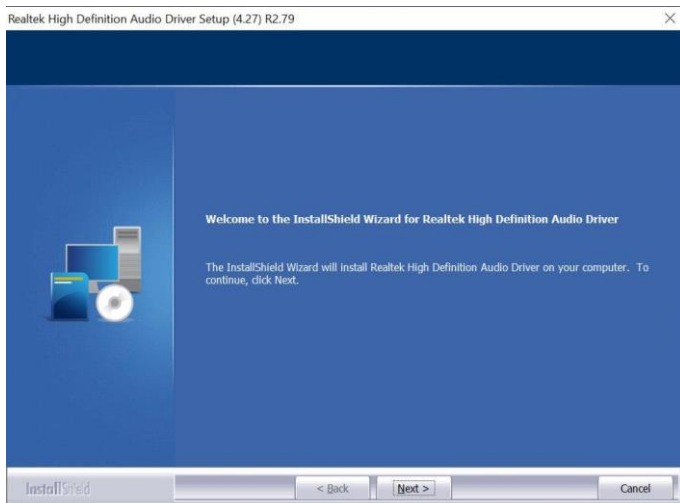 Realtek High Definition Audio Driver Setup (4.27) R2.79
Welcome to the InstallShield Wizard for Realtek High Definition Audio Driver
The InstallShield Wizard will install Realtek High Definition Audio Driver on your computer. To
continue, click Next.
InstallShield
< Back
Next >
Cancel